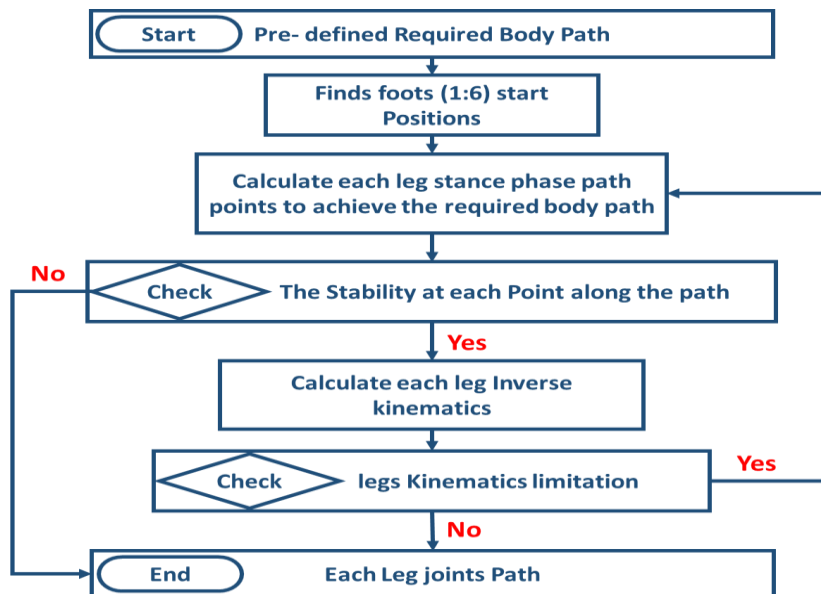 Start Pre- defined Required Body Path
Finds foots (1:6) start
Positions
Calculate each leg stance phase path
points to achieve the required body path
No
Check The Stability at each Point along the path
Yes
Calculate each leg Inverse
kinematics
Check legs Kinematics limitation
Yes
No
End Each Leg joints Path